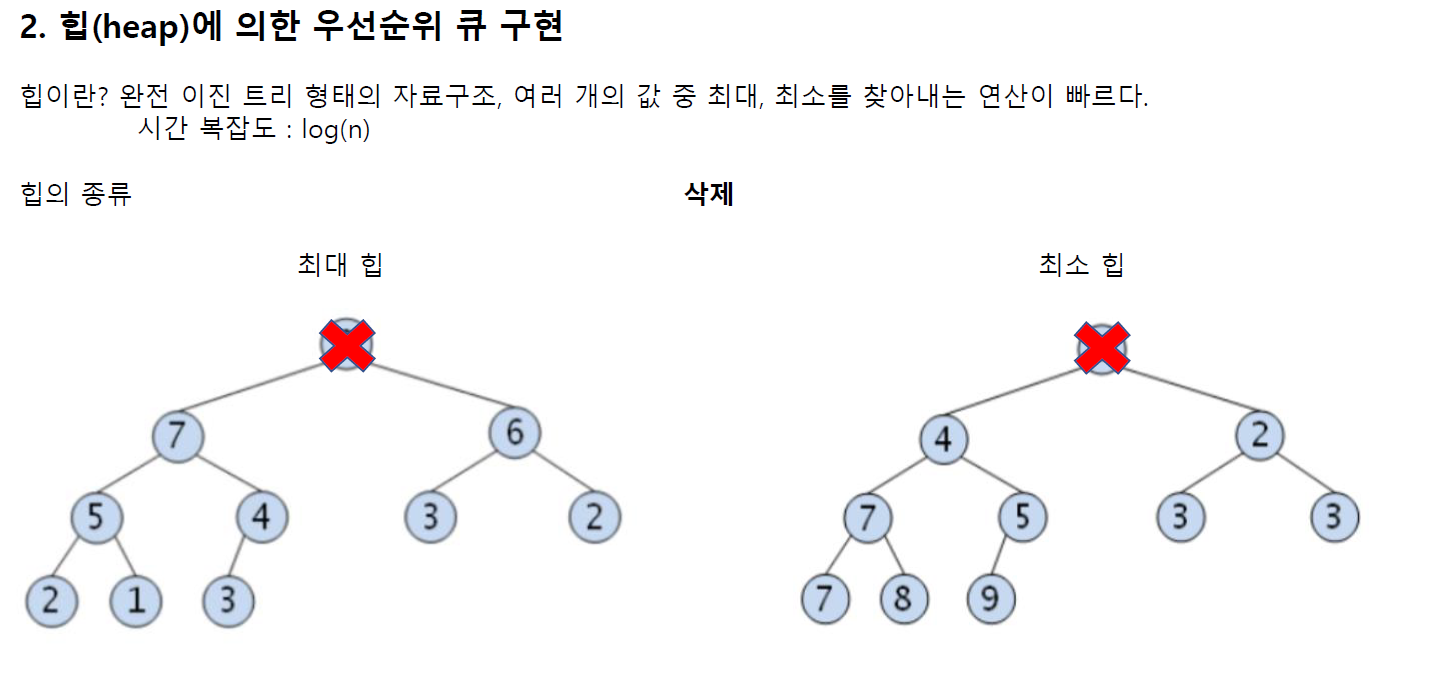 2. 힙(heap)에 의한 우선순위 큐 구현
힙이란? 완전 이진 트리 형태의 자료구조, 여러 개의 값 중 최대, 최소를 찾아내는 연산이 빠르다.
시간 복잡도 : log(n)
힙의 종류
삭제
최대 힙
7 6
5 4 3 2
2 1 3
최소 힙
4 2
7 5 3 3
7 8 9